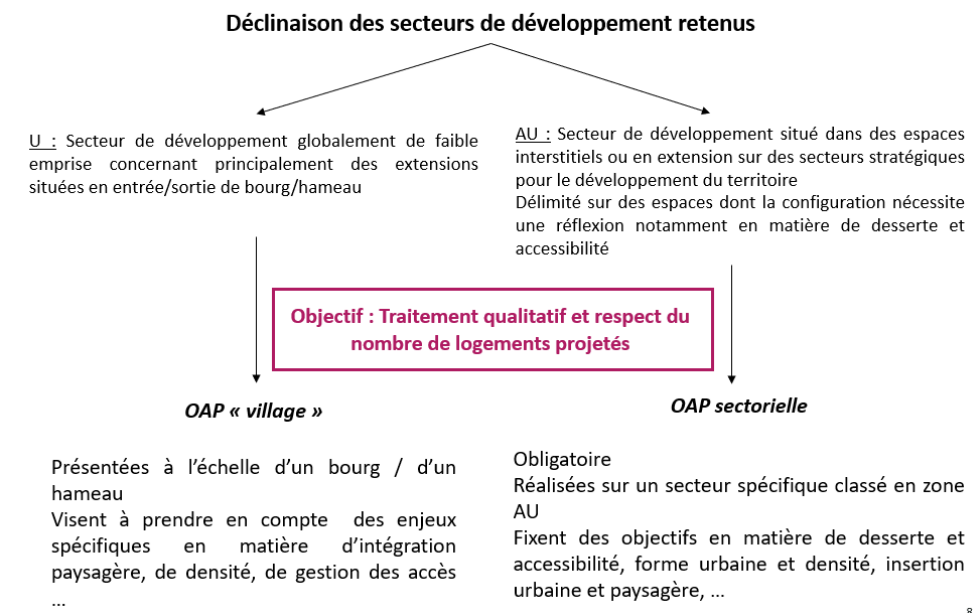 Déclinaison des secteurs de développement retenus
U : Secteur de développement globalement de faible
emprise concernant principalement des extensions
situées en entrée/sortie de bourg/hameau
AU : Secteur de développement situé dans des espaces
interstitiels ou en extension sur des secteurs stratégiques
pour le développement du territoire
Délimité sur des espaces dont la configuration nécessite
une réflexion notamment en matière de desserte et
accessibilité
Objectif : Traitement qualitatif et respect du
nombre de logements projetés
OAP « village »
Présentées à l’échelle d’un bourg / d’un
hameau
Visent à prendre en compte des enjeux
spécifiques en matière d’intégration
paysagère, de densité, de gestion des accès
...
OAP sectorielle
Obligatoire
Réalisées sur un secteur spécifique classé en zone
AU
Fixent des objectifs en matière de desserte et
accessibilité, forme urbaine et densité, insertion
urbaine et paysagère, ...
8